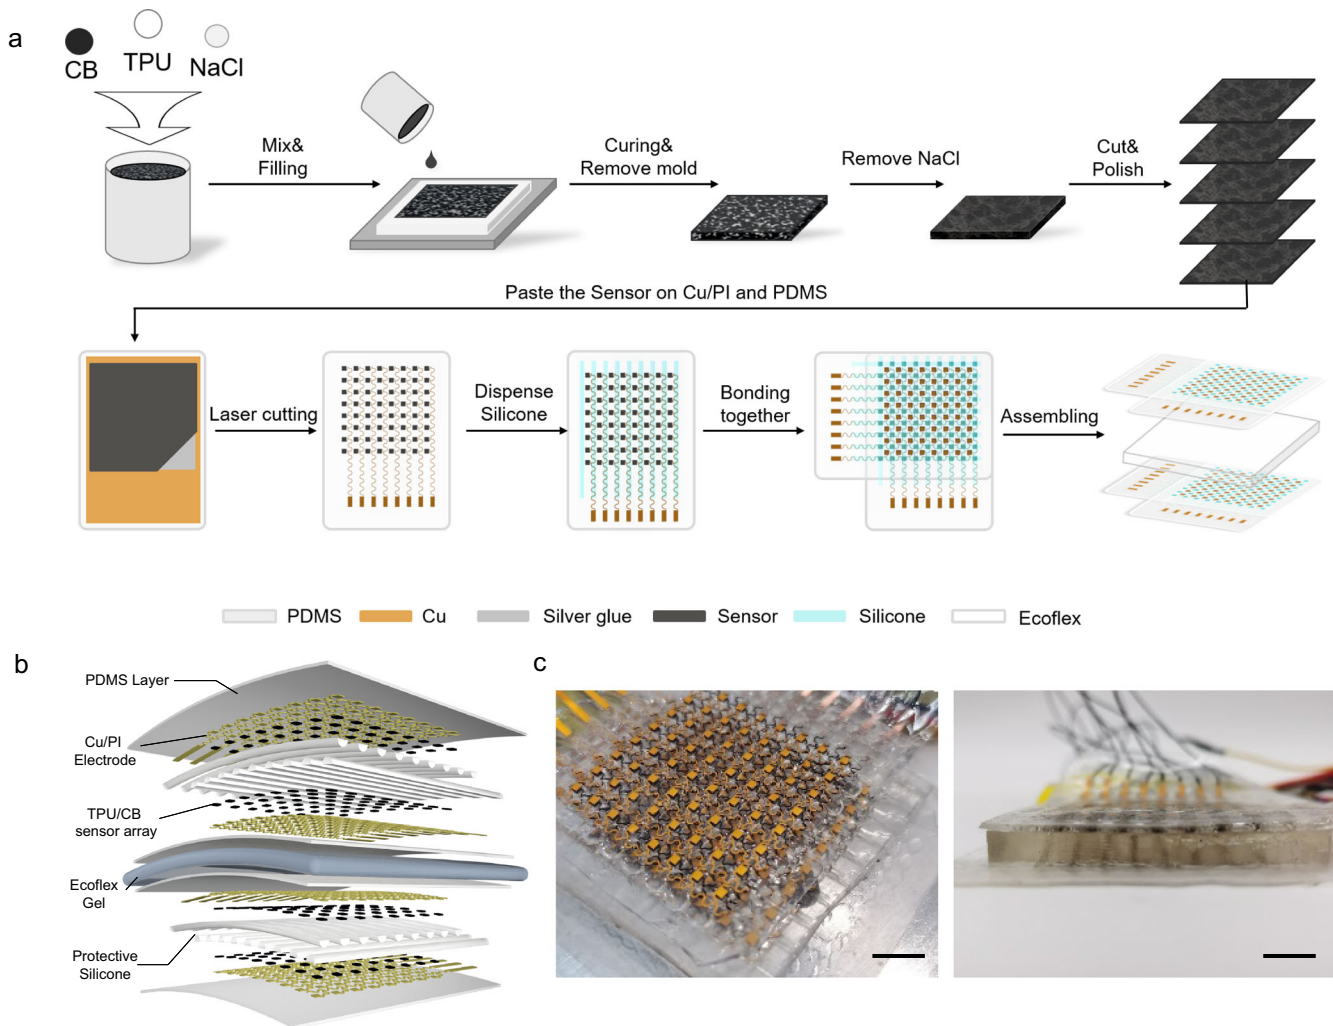 a
CB
TPU
NaCl
Mix&
Filling
Curing&
Remove mold
Remove NaCl
Cut&
Polish
Paste the Sensor on Cu/PI and PDMS
Laser cutting
Dispense
Silicone
Bonding
together
Assembling
PDMS
Cu
Silver glue
Sensor
Silicone
Ecoflex
b
PDMS Layer
Cu/PI
Electrode
TPU/CB
sensor array
Ecoflex
Gel
Protective
Silicone
c